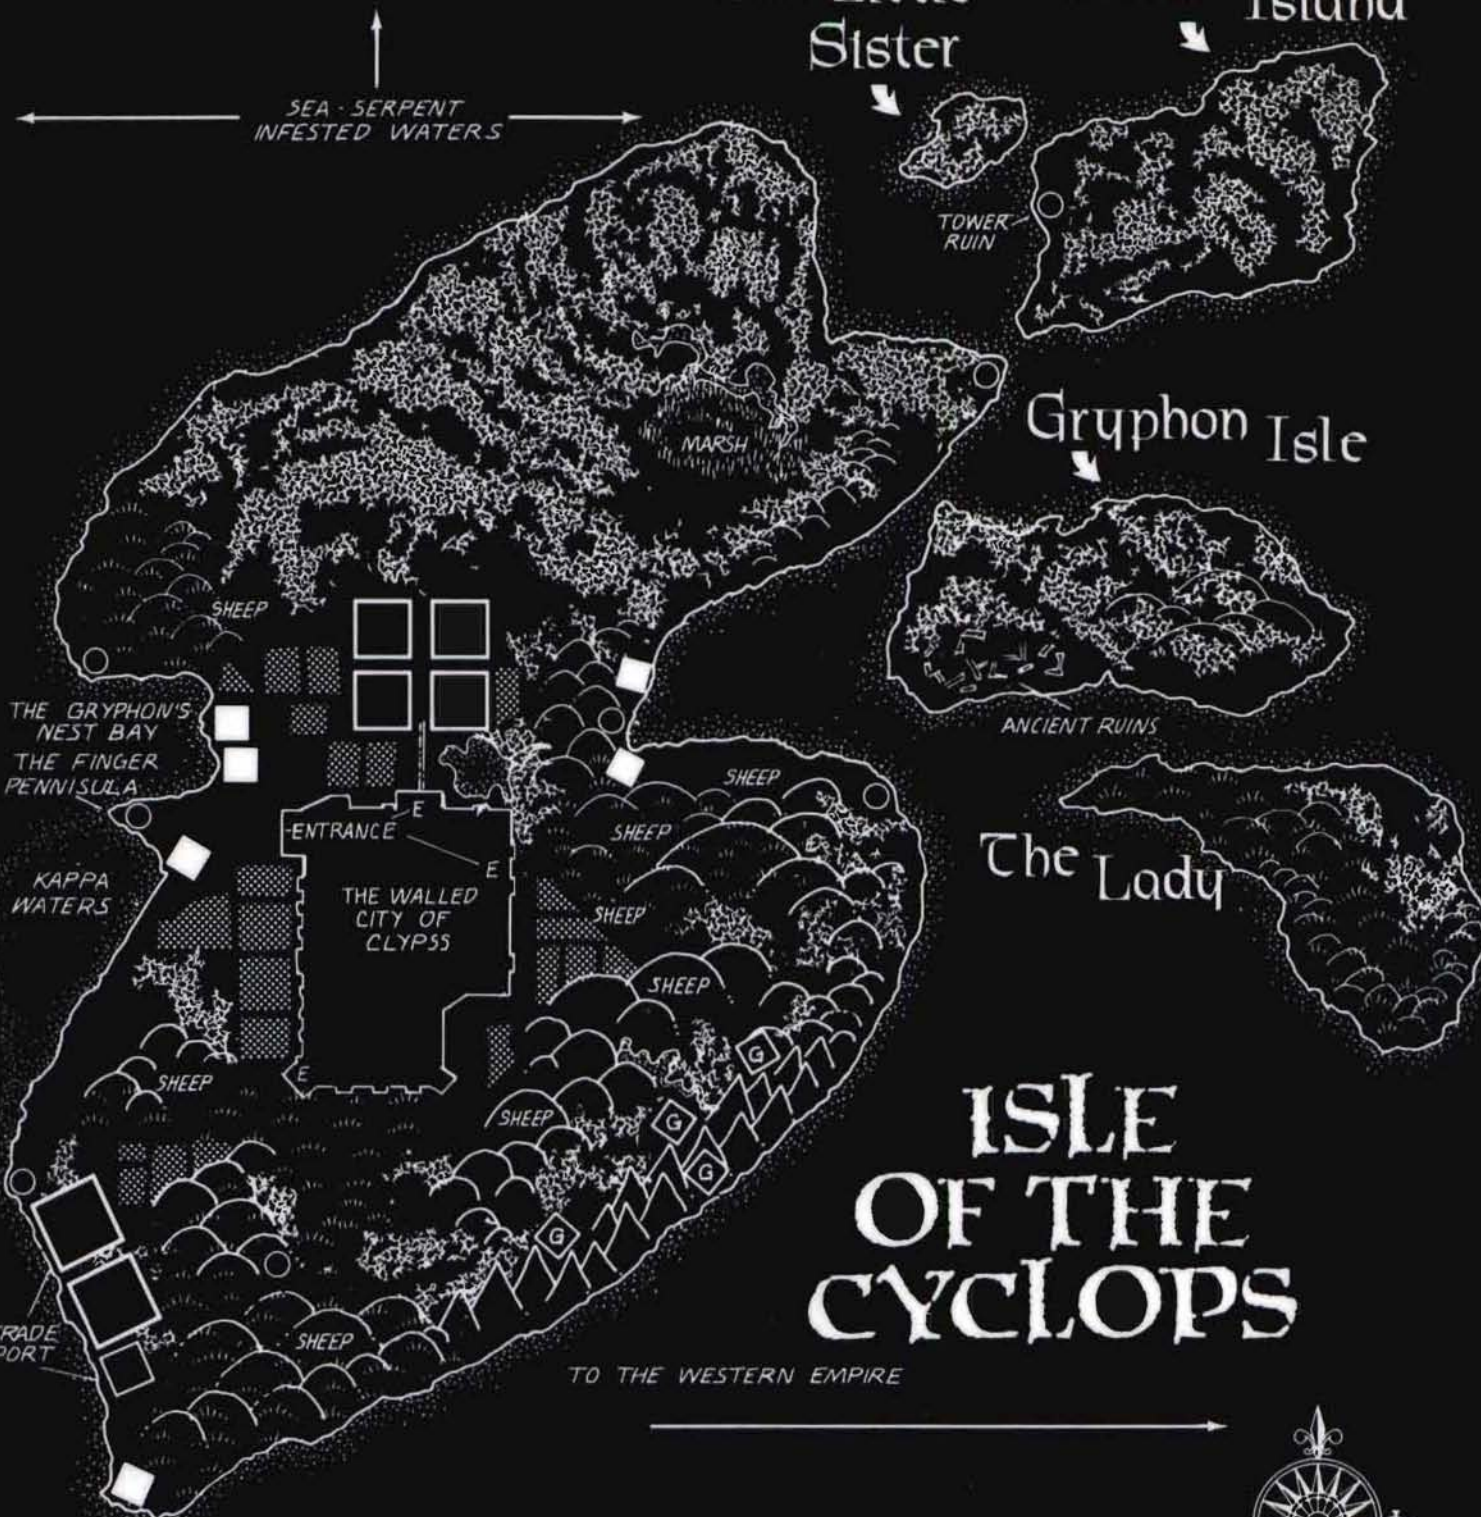 Sister
Island
SEA-SERPENT
INFESTED WATERS
TOWER
RUIN
Gryphon Isle
MARSH
SHEEP
THE GRYPHON'S
NEST BAY
THE FINGER
PENNISULA
ANCIENT RUINS
SHEEP
E
ENTRANCE
SHEEP
E
The Lady
KAPPA
WATERS
THE WALLED
CITY OF
CLYPSS
SHEEP
SHEEP
G
E
SHEEP
SHEEP
G
G
G
ISLE
OF THE
CYCLOPS
SHEEP
TO THE WESTERN EMPIRE